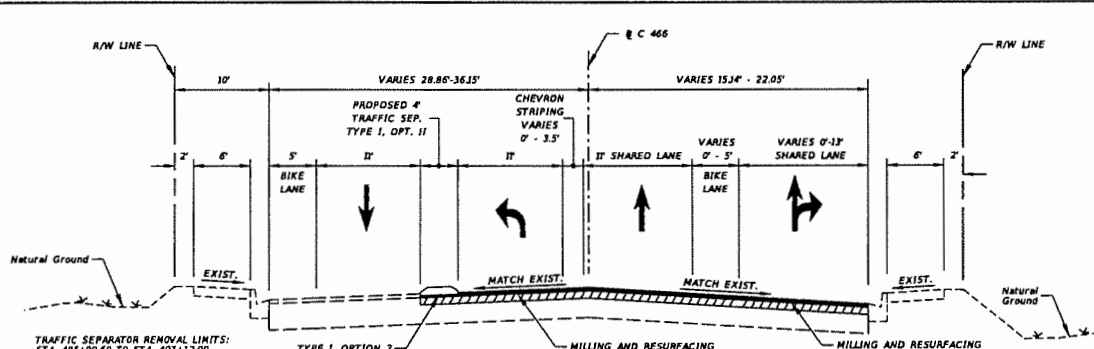 R/W LINE
C 466
R/W LINE
10'
VARIES 28.86'-36.15'
VARIES 15.14' - 22.05'
PROPOSED 4'
TRAFFIC SEP.
TYPE I, OPT. II
CHEVRON
STRIPING
VARIES
0' - 3.5'
VARIES
0' - 5'
BIKE
LANE
VARIES 0'-13'
SHARED LANE
2'
6'
5'
BIKE
LANE
11'
11'
11' SHARED LANE
6'
2'
Natural Ground
EXIST.
MATCH EXIST.
MATCH EXIST.
EXIST.
Natural
Ground
TRAFFIC SEPARATOR REMOVAL LIMITS:
TYPE I, OPTION 2
MILLING AND RESURFACING
MILLING AND RESURFACING